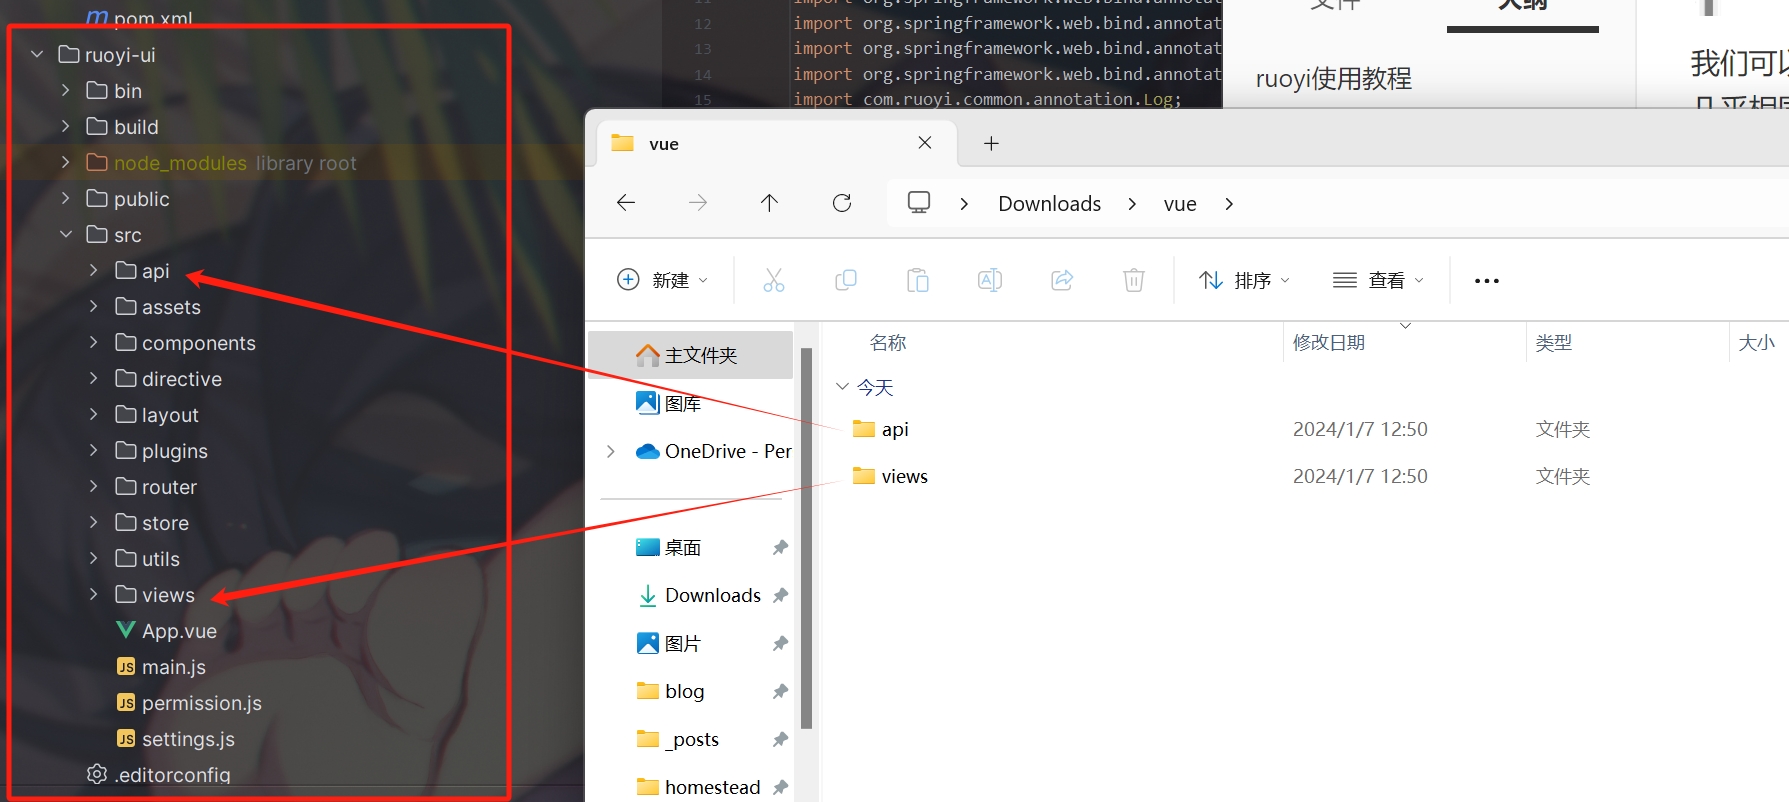 pom.xml
ruoyi-ui
bin
build
node_modules library root
public
src
api
assets
components
directive
layout
plugins
router
store
utils
views
App.vue
main.js
permission.js
settings.js
.editorconfig
11
12 import org.springframework.web.bind.annotat
13 import org.springframework.web.bind.annotat
14 import org.springframework.web.bind.annotat
15 import com.ruoyi.common.annotation.Log;
文件 大纲
ruoyi使用教程
我们可以
几乎相同
vue
Downloads vue
新建 排序 查看
主文件夹
图库
OneDrive - Per
桌面
Downloads
图片
blog
_posts
homestead
名称 修改日期 类型 大小
今天
api 2024/1/7 12:50 文件夹
views 2024/1/7 12:50 文件夹